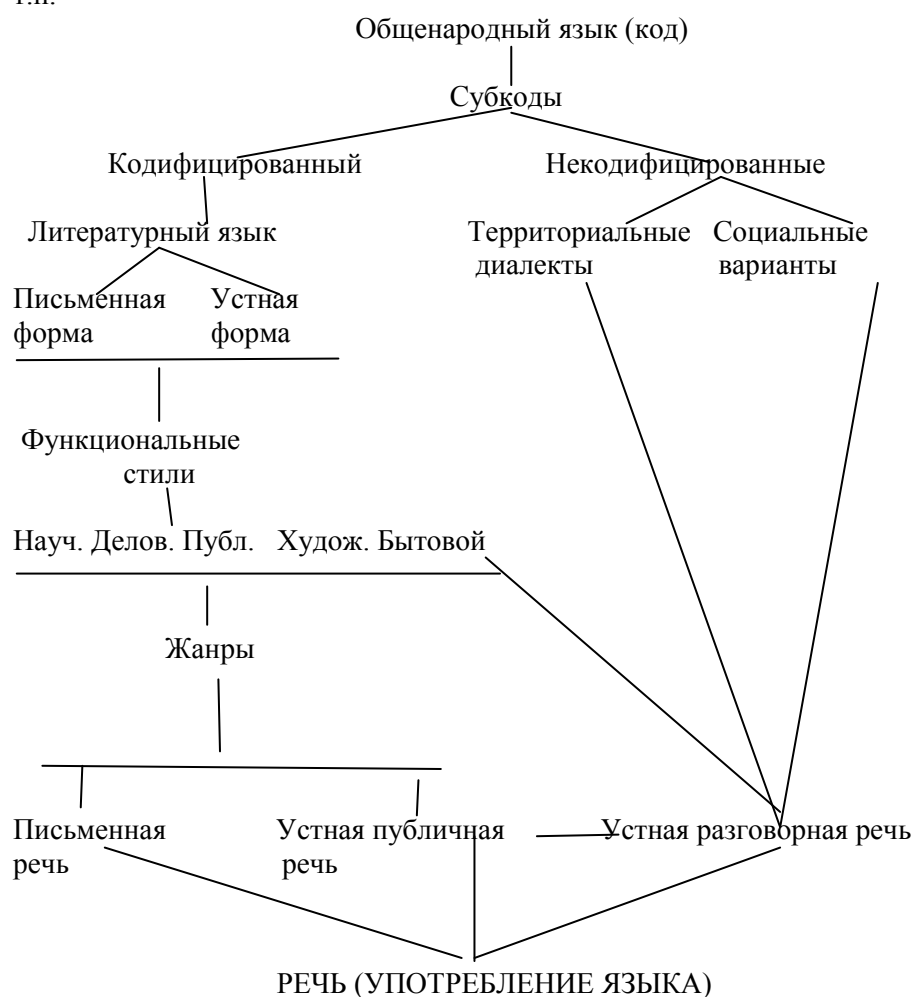 т.п.
Общенародный язык (код)
Субкоды
Кодифицированный Некодифицированные
Литературный язык Территориальные Социальные
диалекты варианты
Письменная Устная
форма форма
Функциональные
стили
Науч. Делов. Публ. Худож. Бытовой
Жанры
Письменная Устная публичная Устная разговорная речь
речь речь
РЕЧЬ (УПОТРЕБЛЕНИЕ ЯЗЫКА)